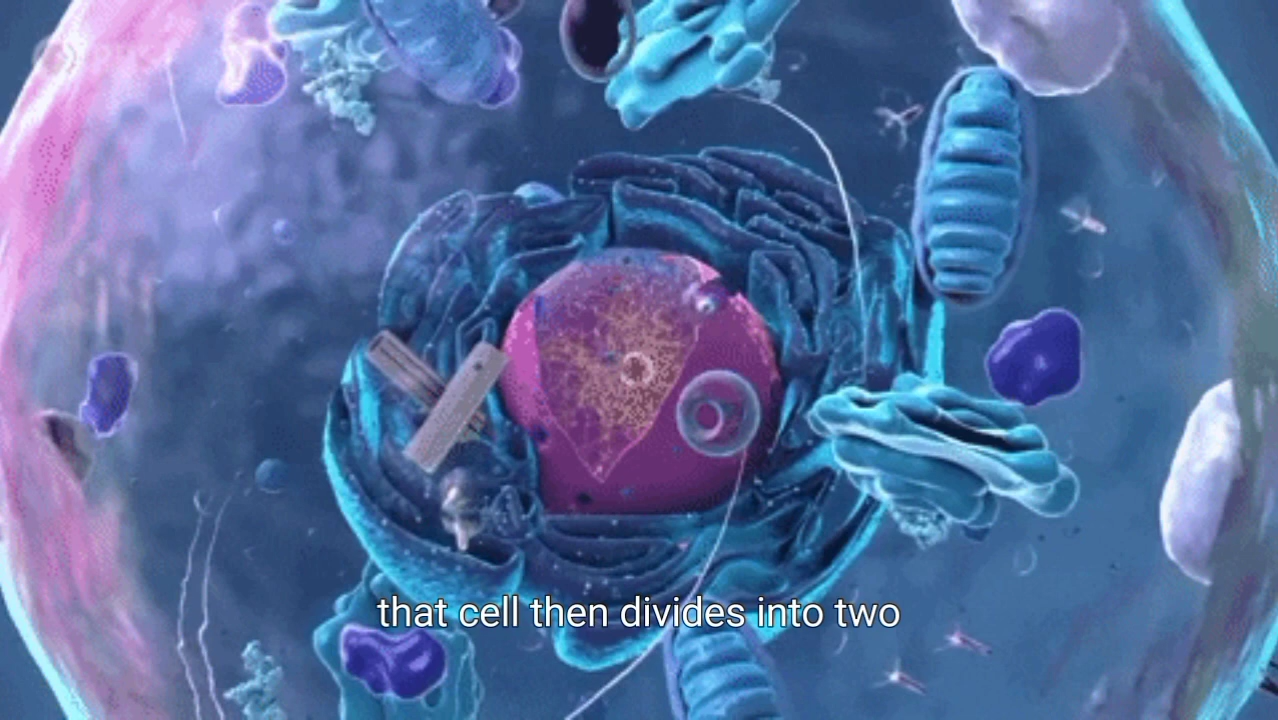 that cell then divides into two